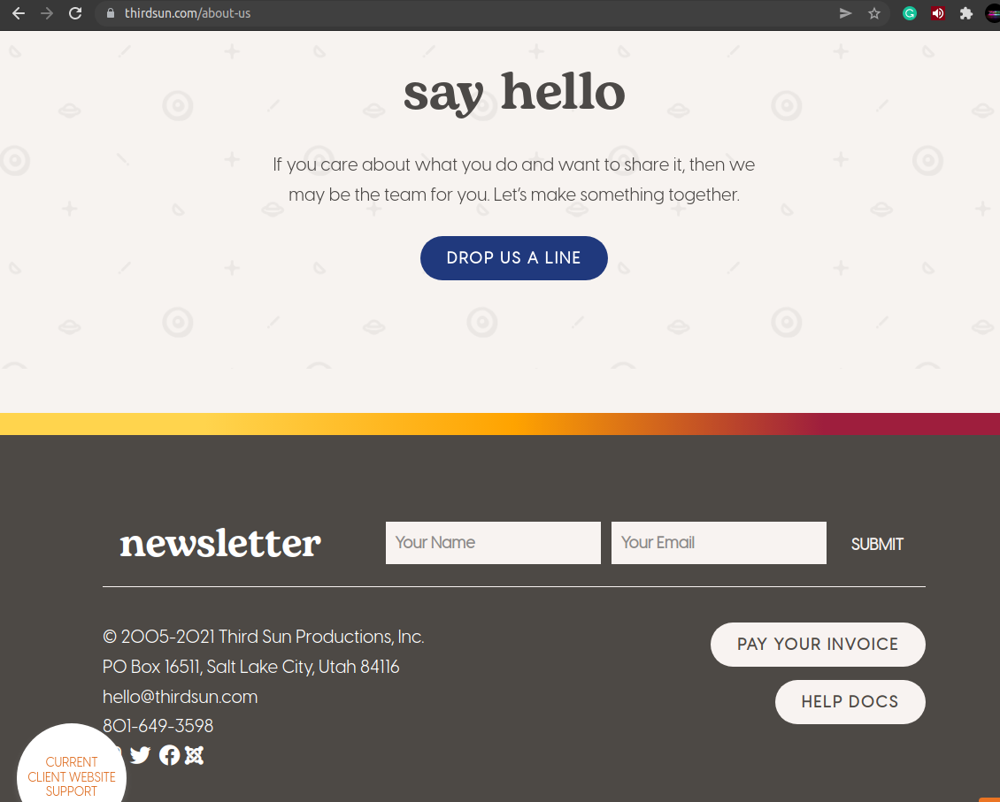 thirdsun.com/about-us
say hello
If you care about what you do and want to share it, then we
may be the team for you. Let's make something together.
DROP US A LINE
newsletter
Your Name
Your Email
SUBMIT
© 2005-2021 Third Sun Productions, Inc.
PO Box 16511, Salt Lake City, Utah 84116
hello@thirdsun.com
801-649-3598
PAY YOUR INVOICE
HELP DOCS
CURRENT
CLIENT WEBSITE
SUPPORT